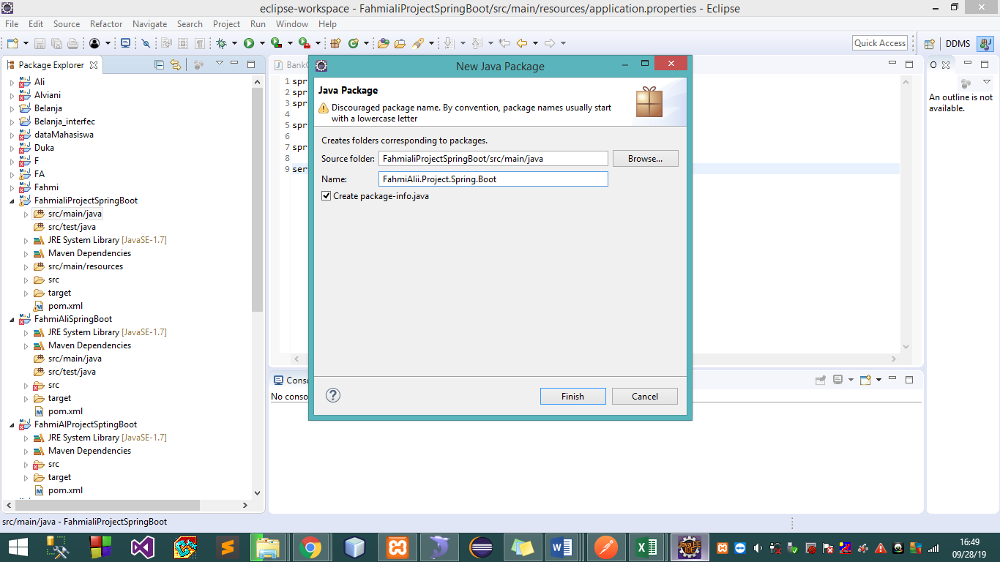 eclipse-workspace - FahmialiProjectSpringBoot/src/main/resources/application.properties - Eclipse
File Edit Source Refactor Navigate Search Project Run Window Help
Quick Access
DDMS
Package Explorer
Ali
Alviani
Belanja
Belanja_interfec
dataMahasiswa
Duka
F
FA
Fahmi
FahmialiProjectSpringBoot
src/main/java
src/test/java
JRE System Library [JavaSE-1.7]
Maven Dependencies
src/main/resources
src
target
pom.xml
FahmiAliSpringBoot
JRE System Library [JavaSE-1.7]
Maven Dependencies
src/main/java
src/test/java
src
target
pom.xml
FahmiAlProjectSptingBoot
JRE System Library [JavaSE-1.7]
Maven Dependencies
src
target
pom.xml
1 spr
2 spr
3 spr
4
5 spr
6
7 spr
8
9 ser
New Java Package
Java Package
Discouraged package name. By convention, package names usually start
with a lowercase letter
Creates folders corresponding to packages.
Source folder: FahmialiProjectSpringBoot/src/main/java Browse...
Name: FahmiAlii.Project.Spring.Boot
Create package-info.java
Finish Cancel
No conso
O
An outline is not
available.
src/main/java - FahmialiProjectSpringBoot
Java EE
IDE
16:49
09/28/19